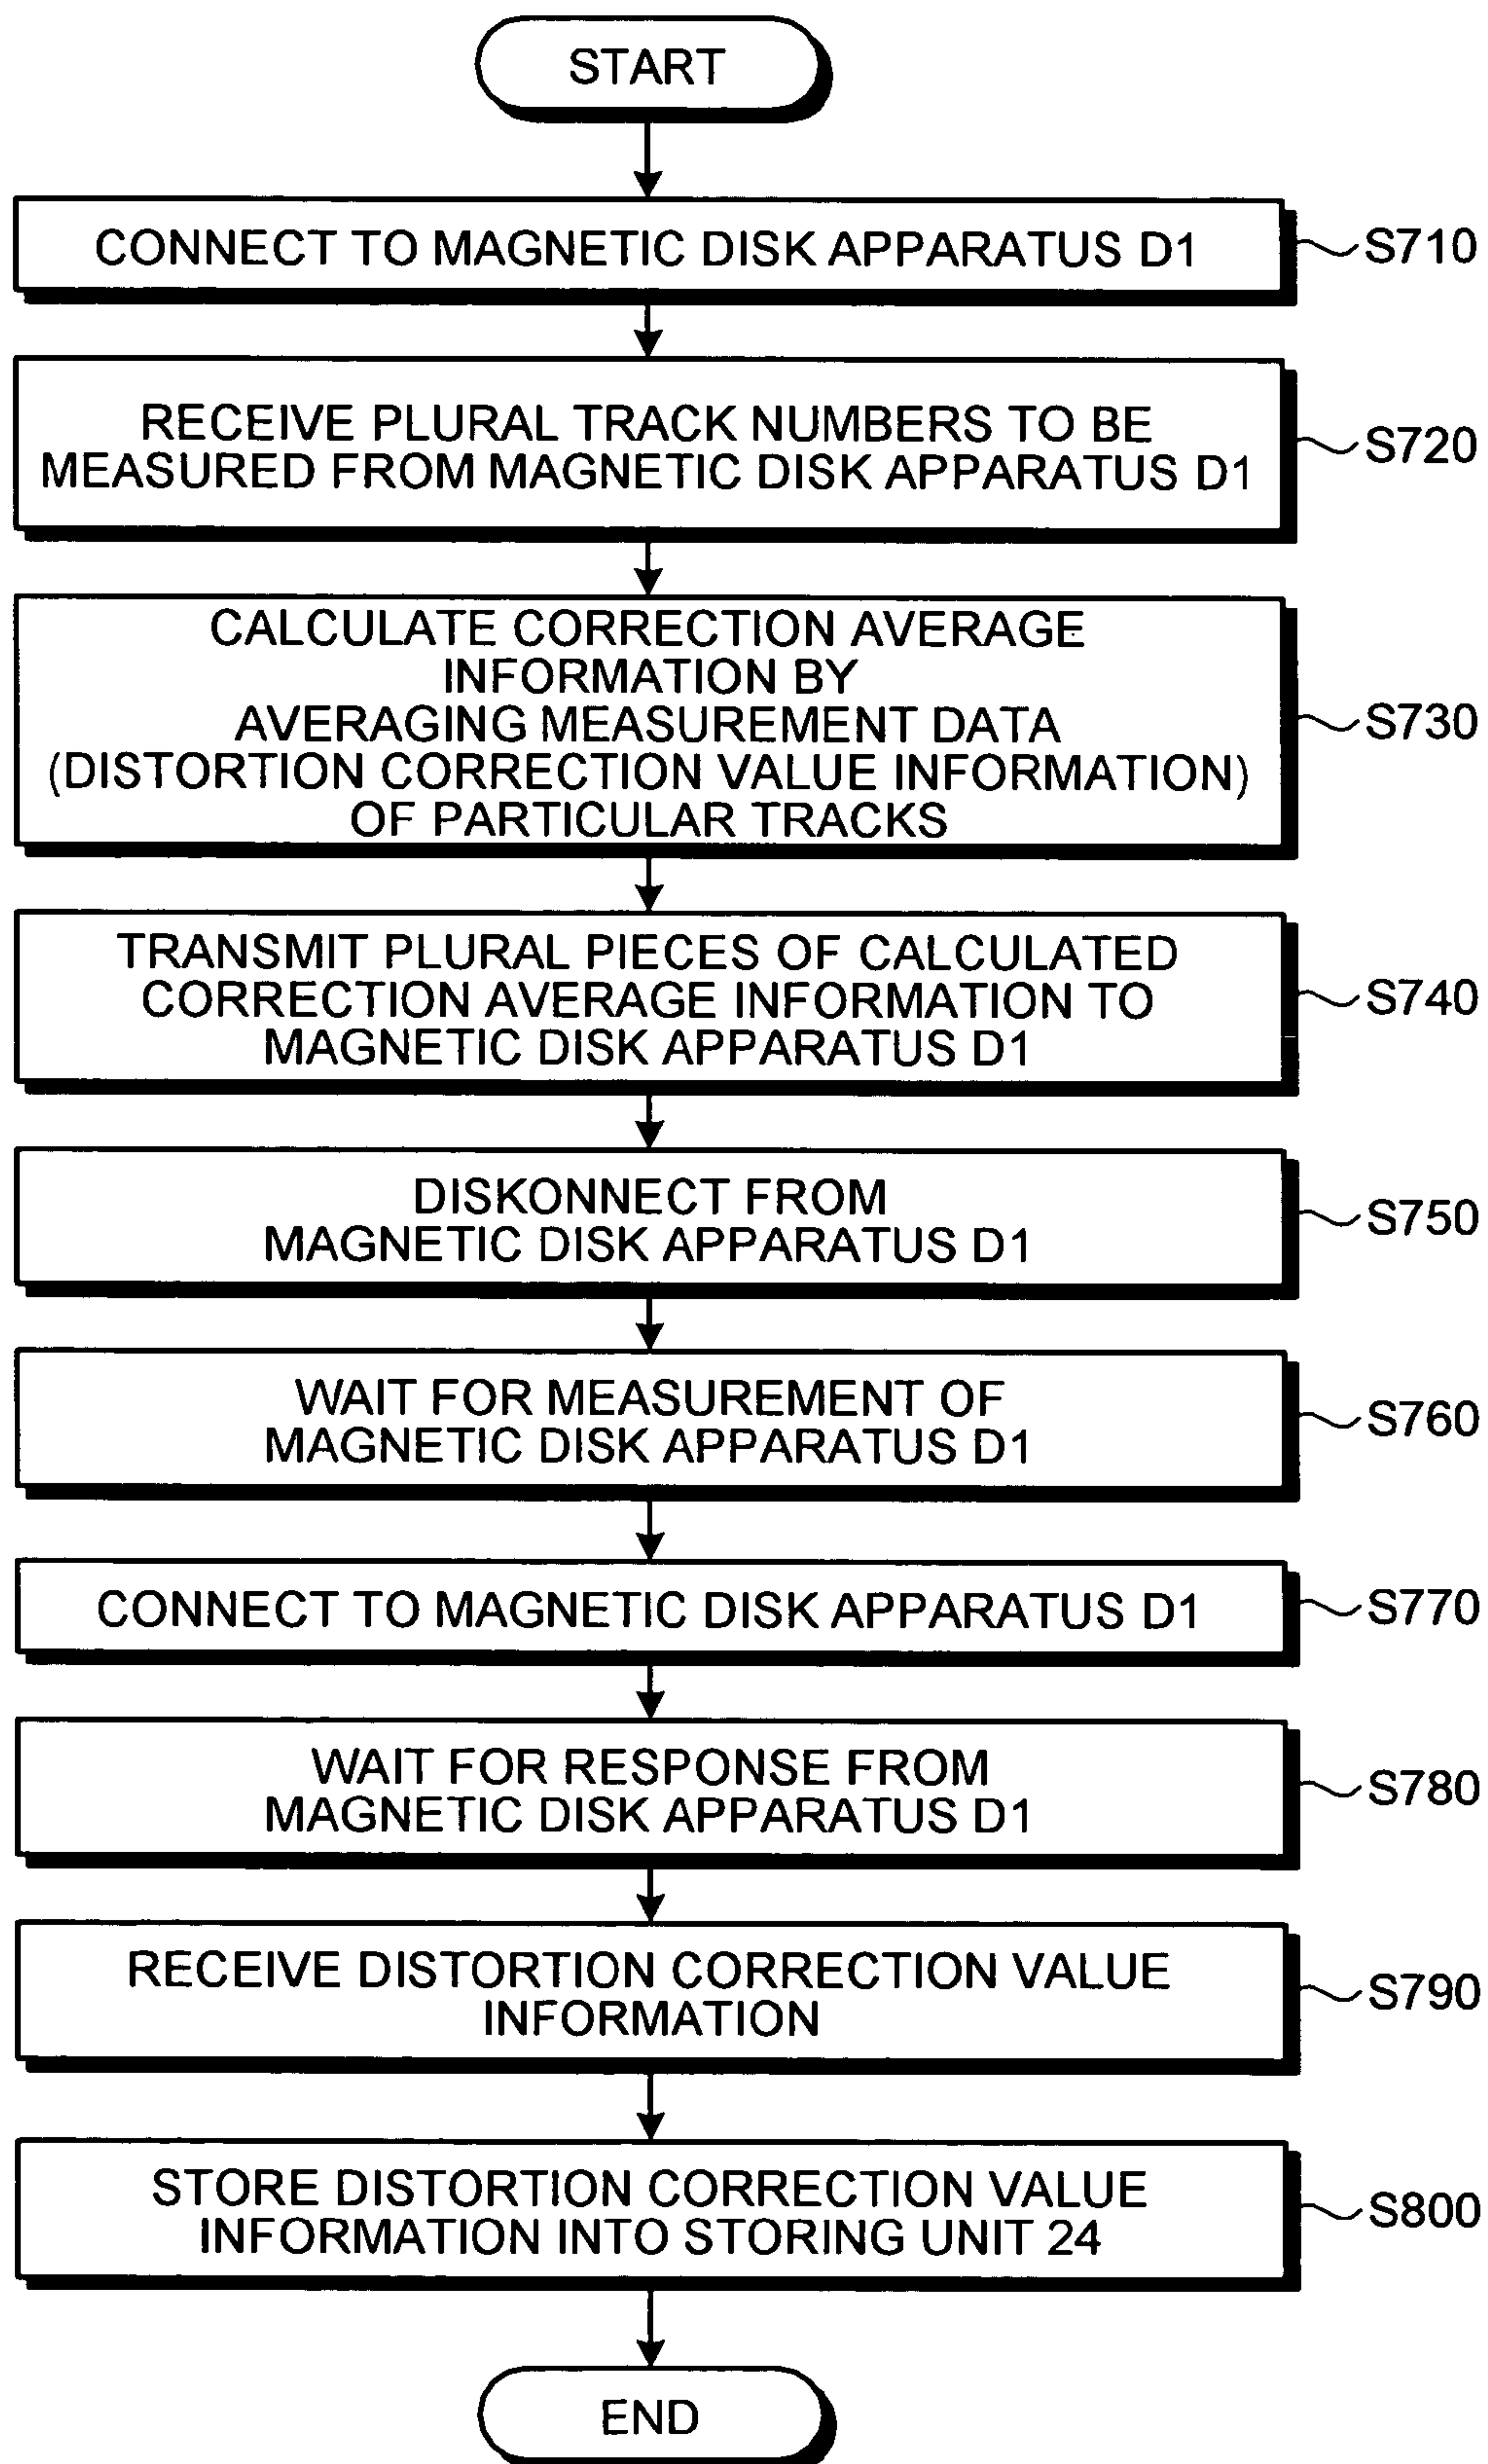 START
CONNECT TO MAGNETIC DISK APPARATUS D1
S710
RECEIVE PLURAL TRACK NUMBERS TO BE
MEASURED FROM MAGNETIC DISK APPARATUS D1
S720
CALCULATE CORRECTION AVERAGE
INFORMATION BY
AVERAGING MEASUREMENT DATA
(DISTORTION CORRECTION VALUE INFORMATION)
OF PARTICULAR TRACKS
S730
TRANSMIT PLURAL PIECES OF CALCULATED
CORRECTION AVERAGE INFORMATION TO
MAGNETIC DISK APPARATUS D1
S740
DISKONNECT FROM
MAGNETIC DISK APPARATUS D1
S750
WAIT FOR MEASUREMENT OF
MAGNETIC DISK APPARATUS D1
S760
CONNECT TO MAGNETIC DISK APPARATUS D1
S770
WAIT FOR RESPONSE FROM
MAGNETIC DISK APPARATUS D1
S780
RECEIVE DISTORTION CORRECTION VALUE
INFORMATION
S790
STORE DISTORTION CORRECTION VALUE
INFORMATION INTO STORING UNIT 24
S800
END